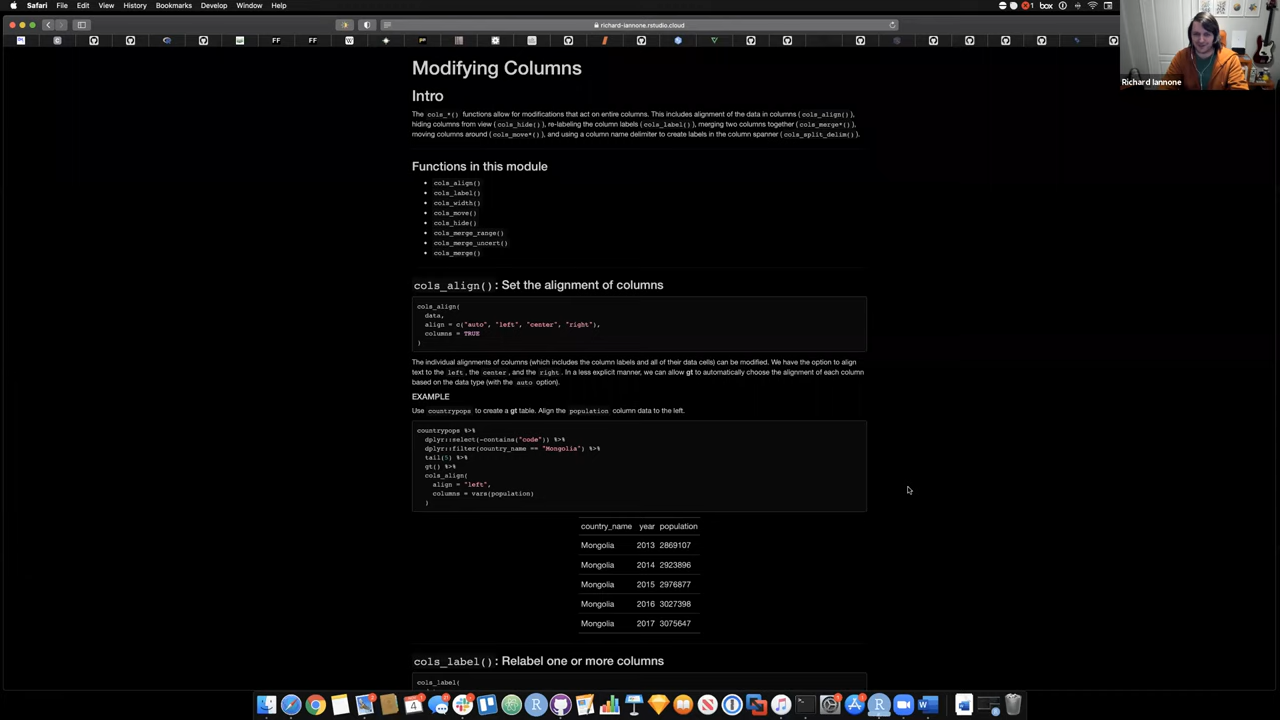 Safari File Edit View History Bookmarks Develop Window Help
1 box
richard-iannone.rstudio.cloud
FF FF
Richard Iannone
Modifying Columns
Intro
The cols_*() functions allow for modifications that act on entire columns. This includes alignment of the data in columns (cols_align()),
hiding columns from view (cols_hide()), re-labeling the column labels (cols_label()), merging two columns together (cols_merge*()),
moving columns around (cols_move*()), and using a column name delimiter to create labels in the column spanner (cols_split_delim()).
Functions in this module
• cols_align()
• cols_label()
• cols_width()
• cols_move()
• cols_hide()
• cols_merge_range()
• cols_merge_uncert()
• cols_merge()
cols_align(): Set the alignment of columns
cols_align(
data,
align = c("auto", "left", "center", "right"),
columns = TRUE
)
The individual alignments of columns (which includes the column labels and all of their data cells) can be modified. We have the option to align
text to the left, the center, and the right. In a less explicit manner, we can allow gt to automatically choose the alignment of each column
based on the data type (with the auto option).
EXAMPLE
Use countrypops to create a gt table. Align the population column data to the left.
countrypops %>%
dplyr::select(-contains("code")) %>%
dplyr::filter(country_name == "Mongolia") %>%
tail(5) %>%
gt() %>%
cols_align(
align = "left",
columns = vars(population)
)
country_name year population
Mongolia 2013 2869107
Mongolia 2014 2923896
Mongolia 2015 2976877
Mongolia 2016 3027398
Mongolia 2017 3075647
cols_label(): Relabel one or more columns
cols_label(